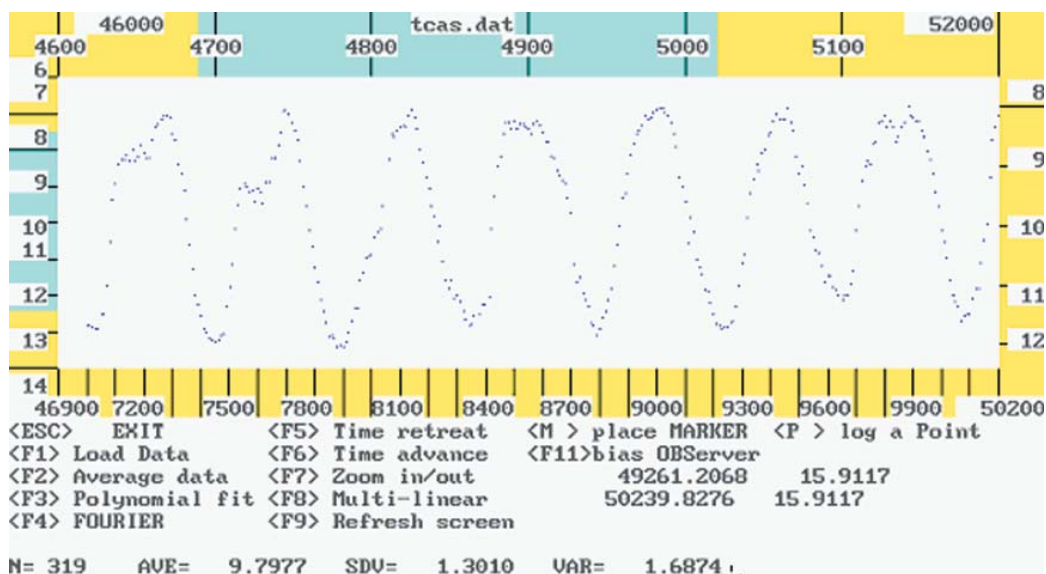 46000 tcas.dat 52000
4600 4700 4800 4900 5000 5100
6
7 8
8
9 9
10 10
11
12 11
13 12
14
46900 7200 7500 7800 8100 8400 8700 9000 9300 9600 9900 50200
<ESC> EXIT <F5> Time retreat <M > place MARKER <P > log a Point
<F1> Load Data <F6> Time advance <F11>bias OBServer
<F2> Average data <F7> Zoom in/out 49261.2068 15.9117
<F3> Polynomial fit <F8> Multi-linear 50239.8276 15.9117
<F4> FOURIER <F9> Refresh screen
N= 319 AVE= 9.7977 SDV= 1.3010 VAR= 1.6874